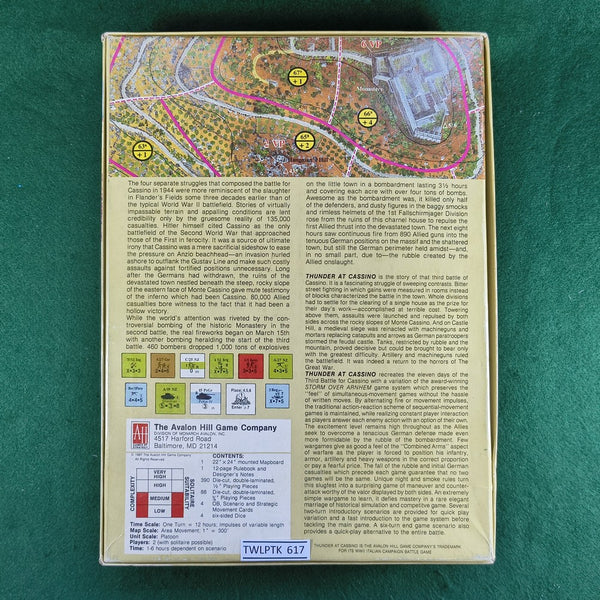 6 VP
67ᵉ
+ 1
Monastery
66ᵉ
+ 4
65ᵇ
+ 2
63ᵃ
+ 1
The four separate struggles that composed the battle for
Cassino in 1944 were more reminiscent of the slaughter
in Flander's Fields some three decades earlier than of the
typical World War II battlefield. Stories of virtually
impassable terrain and appalling conditions are lent
credibility only by the gruesome reality of 135,000
casualties. Hitler himself cited Cassino as the only
battlefield of the Second World War that approached
those of the First in ferocity. It was a source of ultimate
irony that Cassino was a mere sacrificial sideshow to ease
the pressure on Anzio beachhead—an invasion hurled
ashore to outflank the Gustav Line and make such costly
assaults against fortified positions unnecessary. Long
after the Germans had withdrawn, the ruins of the
devastated town nestled beneath the steep, rocky slope
of the eastern face of Monte Cassino gave mute testimony
of the inferno which had been Cassino. 80,000 Allied
casualties bore witness to the fact that it had been a
hollow victory.
While the world's attention was riveted by the con-
troversial bombing of the historic Monastery in the
second battle, the real fireworks began on March 15th
with another bombing heralding the start of the third
battle. 460 bombers dropped 1,000 tons of explosives
on the little town in a bombardment lasting 3½ hours
and covering each acre with over four tons of bombs.
Awesome as the bombardment was, it killed only half
of the defenders, and dusty figures in the baggy smocks
and rimless helmets of the 1st Fallschirmjager Division
rose from the ruins of this charnel house to repulse the
first Allied thrust into the devastated town. The next eight
hours saw continuous fire from 890 Allied guns into the
tenuous German positions on the massif and the shattered
town, but still the German perimeter held amidst—and,
in no small part, due to—the rubble created by the
Allied onslaught.
THUNDER AT CASSINO is the story of that third battle of
Cassino. It is a fascinating struggle of sweeping contrasts. Bitter
street fighting in which gains were measured in rooms instead
of blocks characterized the battle in the town. Whole divisions
had to settle for the clearing of a single house as the prize for
their day's work—accomplished at terrible cost. Towering
above them, assaults were launched and repulsed by both
sides across the rocky slopes of Monte Cassino. And on Castle
Hill, a medieval siege was reinacted with machineguns and
mortars replacing catapults and arrows as German paratroopers
stormed the feudal castle. Tanks, restricted by rubble and the
mountain, proved decisive but could be brought to bear only
with the greatest difficulty. Artillery and machineguns ruled
the battlefield. It was indeed a return to the horrors of The
Great War.
THUNDER AT CASSINO recreates the eleven days of the
Third Battle for Cassino with a variation of the award-winning
STORM OVER ARNHEM game system which preserves the
"feel" of simultaneous-movement games without the hassle
of written moves. By alternating fire or movement impulses,
the traditional action-reaction scheme of sequential-movement
games is maintained, while realizing constant player interaction
as players answer each enemy action with an option of their own.
The excitement level remains high throughout as the Allies
seek to overcome a tenacious German defense made even
more formidable by the rubble of the battlefield. Few
wargames can give as good a feel of the "Combined Arms" aspect
of warfare as the player is forced to position his infantry,
armor, artillery and heavy weapons in the correct proportion
or pay a fearful price. The fall of the rubble and initial German
casualties which precede each game guarantee that no two
games will be the same. Unique night and smoke rules turn
this slugfest into a surprising game of maneuver and counter-
attack worthy of the valor displayed by both sides. An extremely
simple wargame to learn, it defies mastery in a rare elegant
marriage of historical simulation and competitive game. Several
two-hour introductory scenarios are provided for quick play
variation and a fast introduction to the game system before
tackling the main game. A six-turn end game scenario also
provides a quick-play alternative to the entire battle.
The Avalon Hill Game Company
DIVISION OF MONARCH AVALON, INC.
4517 Harford Road
Baltimore, MD 21214
CONTENTS:
1 22" x 24" mounted Mapboard
1 12-page Rulebook and
Designer's Notes
390 Die-cut, double-laminated,
½" Playing Pieces
88 Die-cut, double-laminated,
⅝" Playing Pieces
4 OB, Scenario and Strategic
Movement Cards
4 six-sided Dice
COMPLEXITY
VERY
HIGH
HIGH
MEDIUM
LOW
SOLITAIRE
SUITABILITY
Time Scale: One Turn = 12 hours; impulses of variable length
Map Scale: Area Movement: 1" = 300'
Unit Scale: Platoon
Players: 2 (with solitaire possible)
Time: 1-6 hours dependent on scenario
TWLPTK 617
THUNDER AT CASSINO IS THE AVALON HILL GAME COMPANY'S TRADEMARK
FOR ITS WWII ITALIAN CAMPAIGN BATTLE GAME